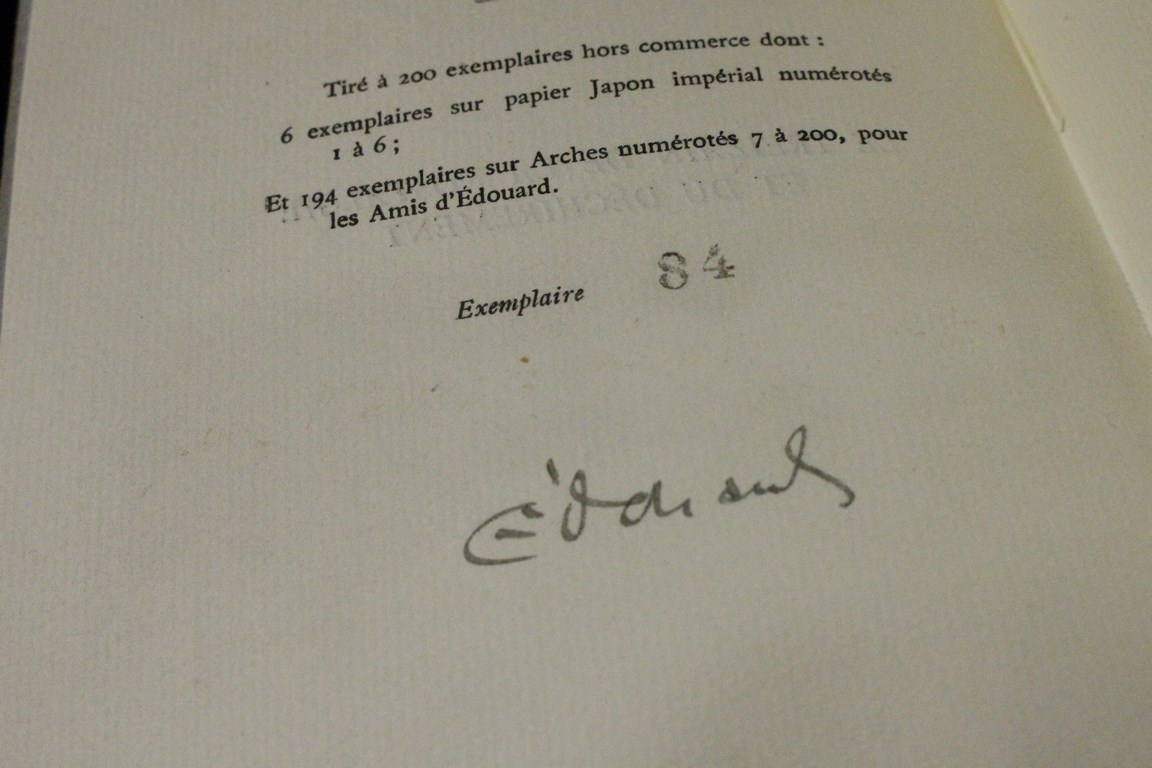 Tiré à 200 exemplaires hors commerce dont :
6 exemplaires sur papier Japon impérial numérotés
1 à 6 ;
Et 194 exemplaires sur Arches numérotés 7 à 200, pour
les Amis d'Édouard.
Exemplaire 84
Édouard